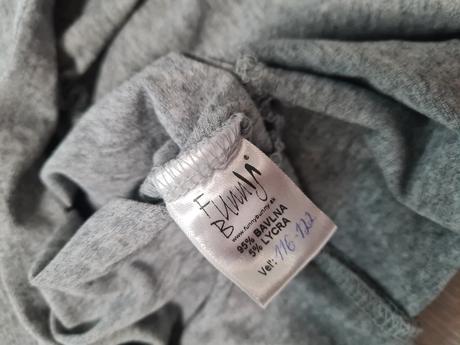 Funny
Bunny®
www.funnybunny.sk
95% BAVLNA
5% LYCRA
Veľ: 116-122